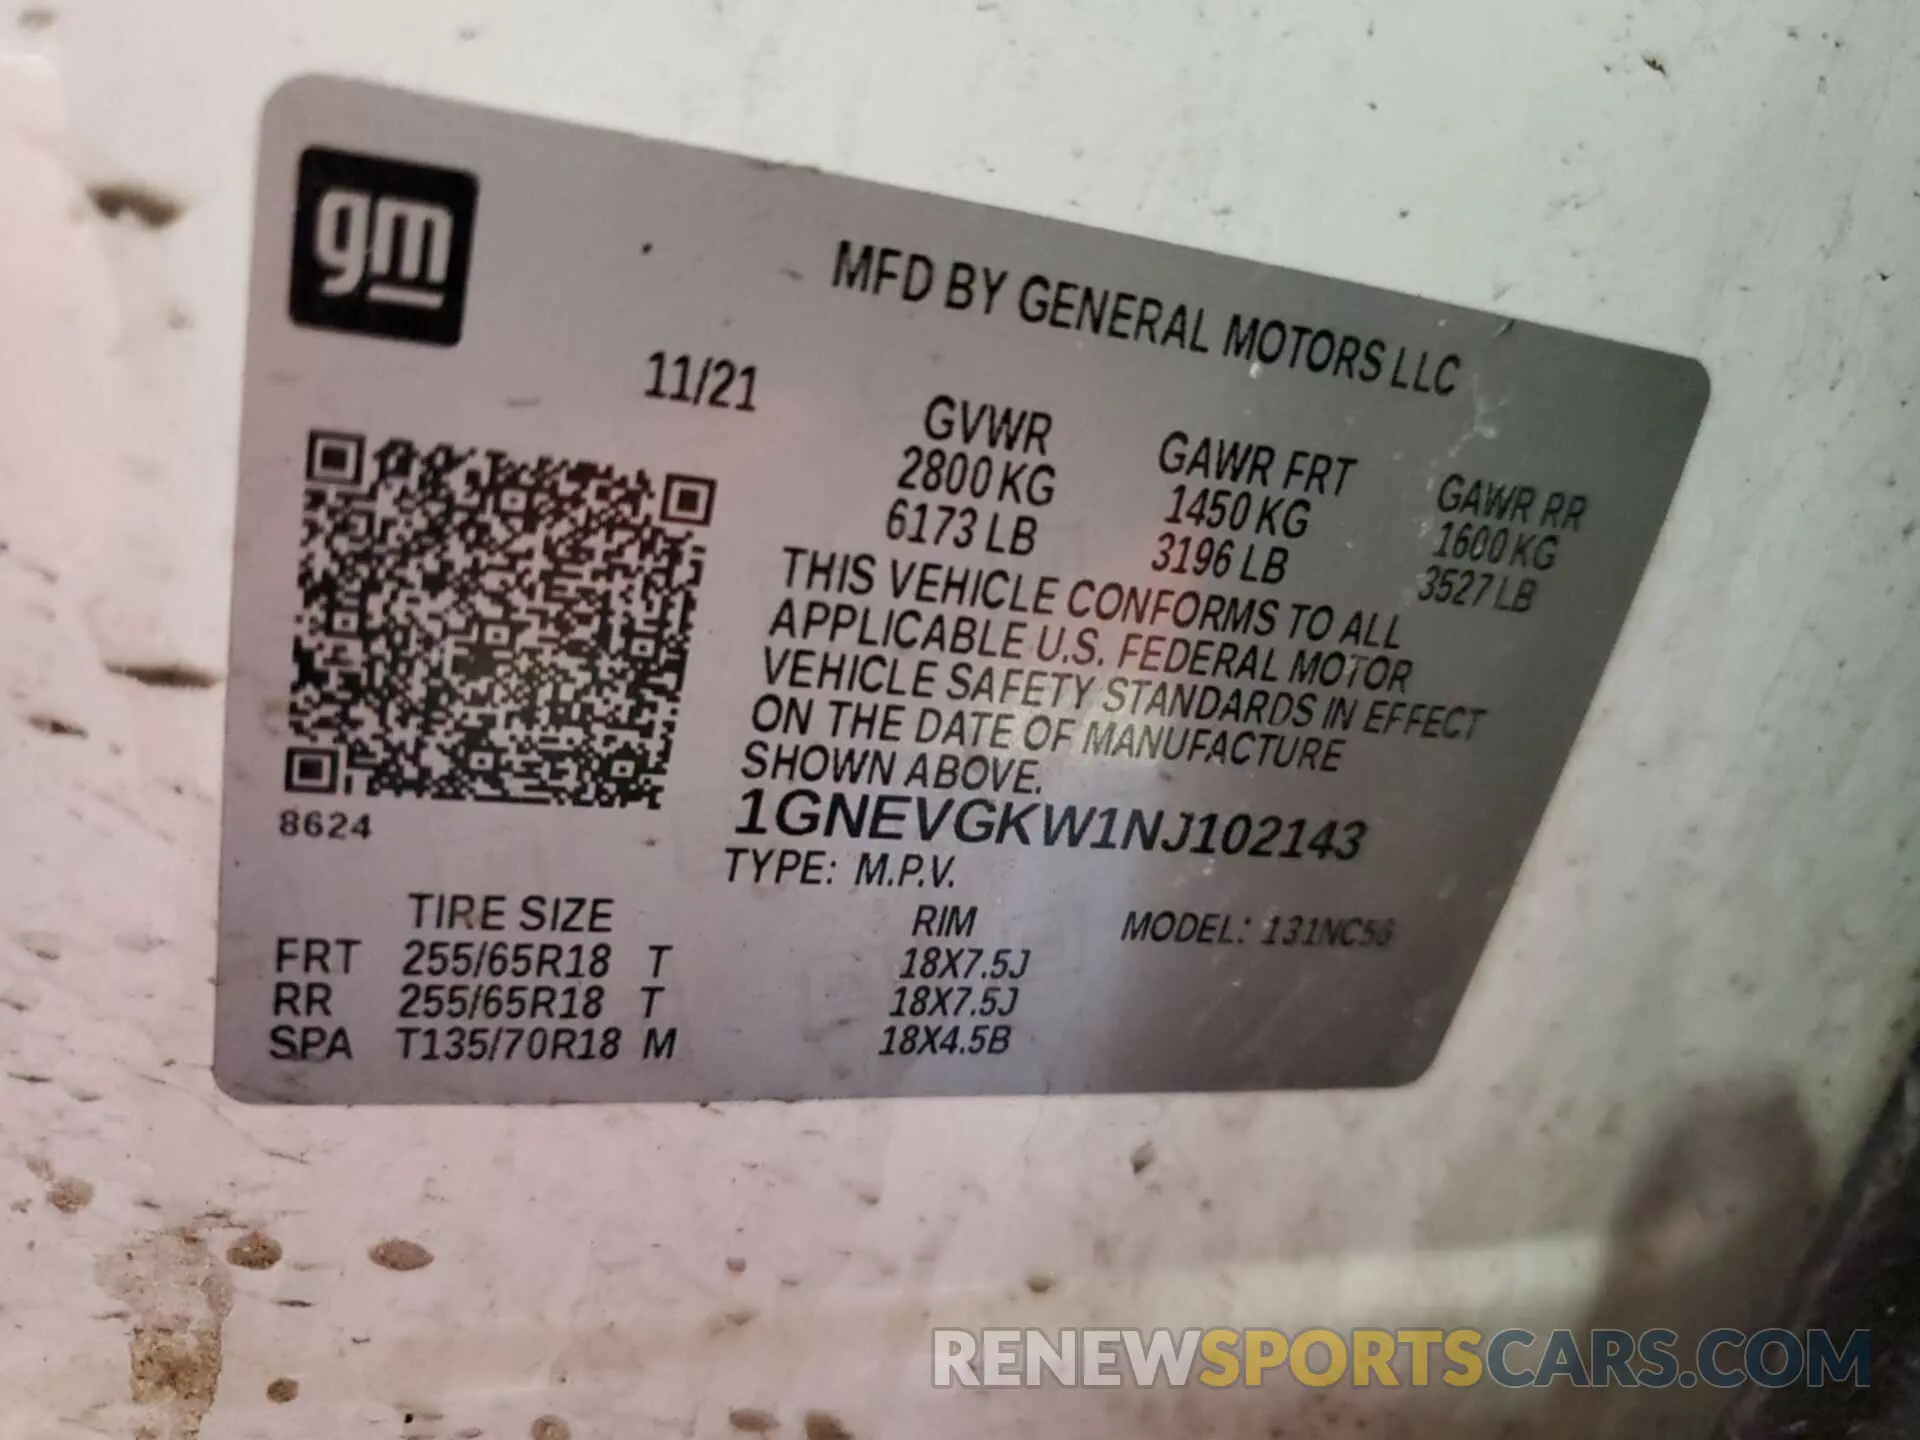 gm
MFD BY GENERAL MOTORS LLC
11/21
GVWR GAWR FRT GAWR RR
2800 KG 1450 KG 1600 KG
6173 LB 3196 LB 3527 LB
THIS VEHICLE CONFORMS TO ALL
APPLICABLE U.S. FEDERAL MOTOR
VEHICLE SAFETY STANDARDS IN EFFECT
ON THE DATE OF MANUFACTURE
SHOWN ABOVE.
1GNEVGKW1NJ102143
8624
TYPE: M.P.V.
TIRE SIZE RIM MODEL: 131NC56
FRT 255/65R18 T 18X7.5J
RR 255/65R18 T 18X7.5J
SPA T135/70R18 M 18X4.5B
RENEWSPORTSCARS.COM